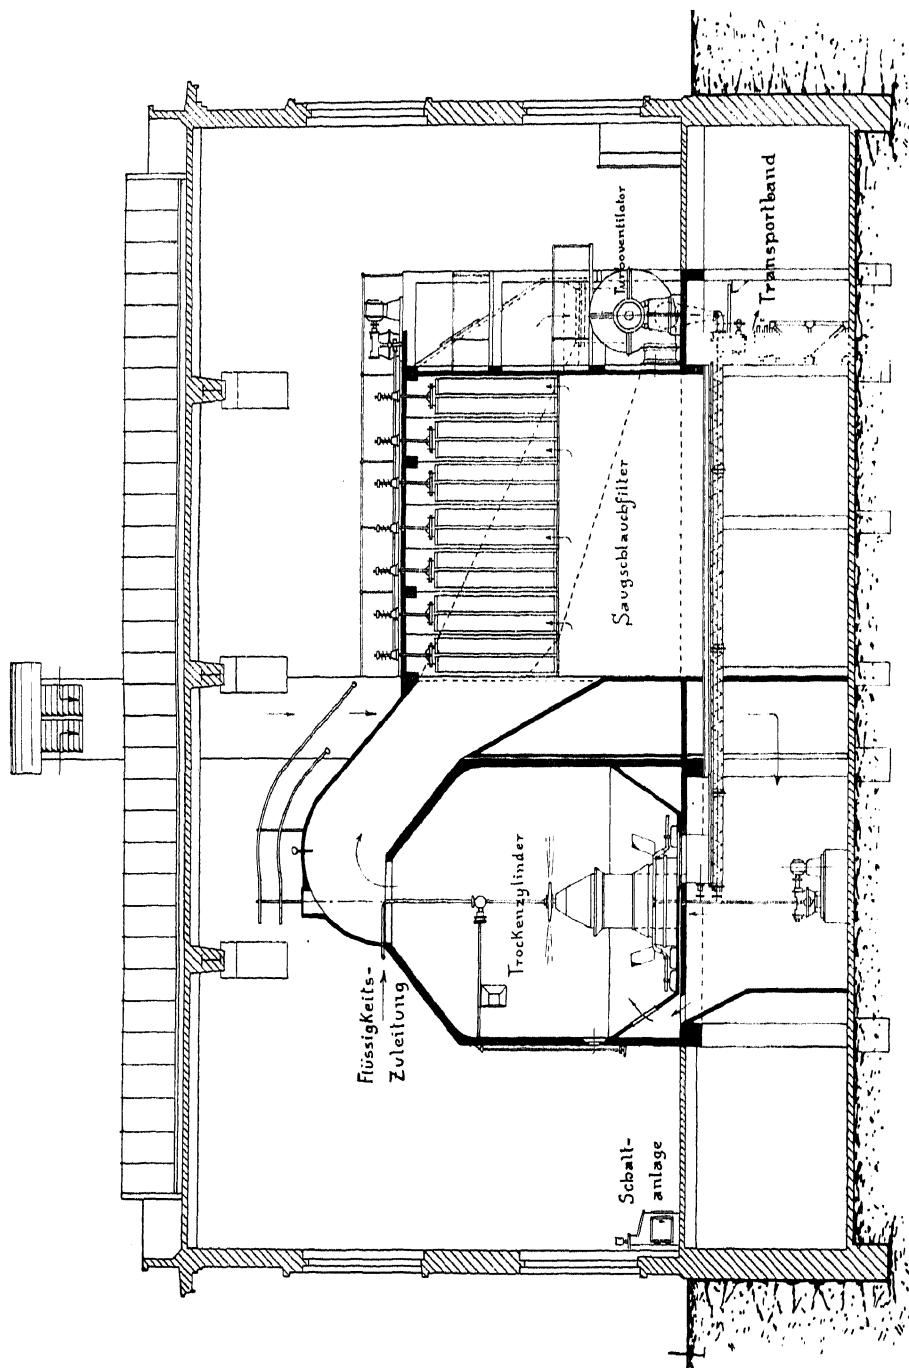 Flüssigkeits-
Zuleitung
Trockenzylinder
Saugschlauchfilter
Turboventilator
Schalt-
anlage
Transportband